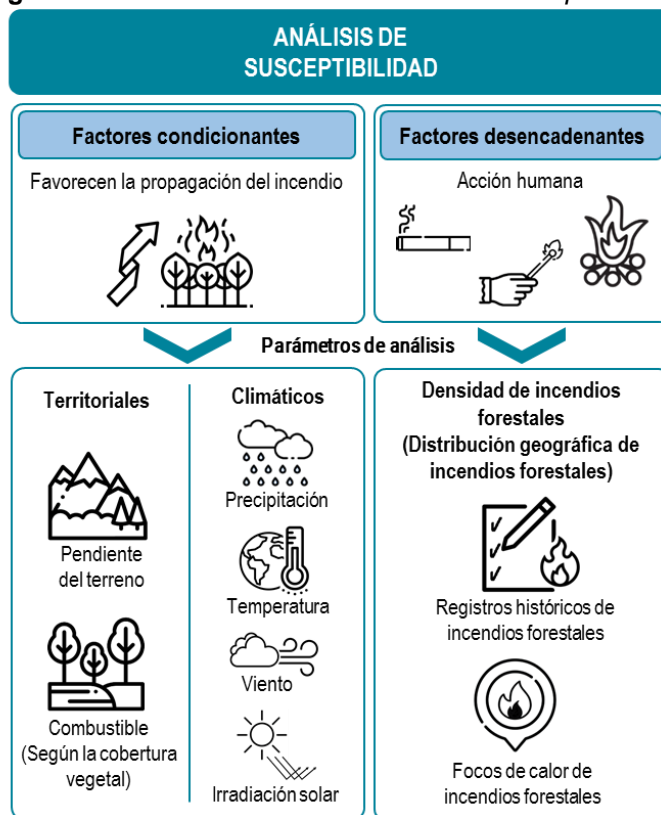 ANÁLISIS DE
SUSCEPTIBILIDAD
Factores condicionantes
Favorecen la propagación del incendio
Factores desencadenantes
Acción humana
Parámetros de análisis
Territoriales
Pendiente
del terreno
Combustible
(Según la cobertura
vegetal)
Climáticos
Precipitación
Temperatura
Viento
Irradiación solar
Densidad de incendios
forestales
(Distribución geográfica de
incendios forestales)
Registros históricos de
incendios forestales
Focos de calor de
incendios forestales